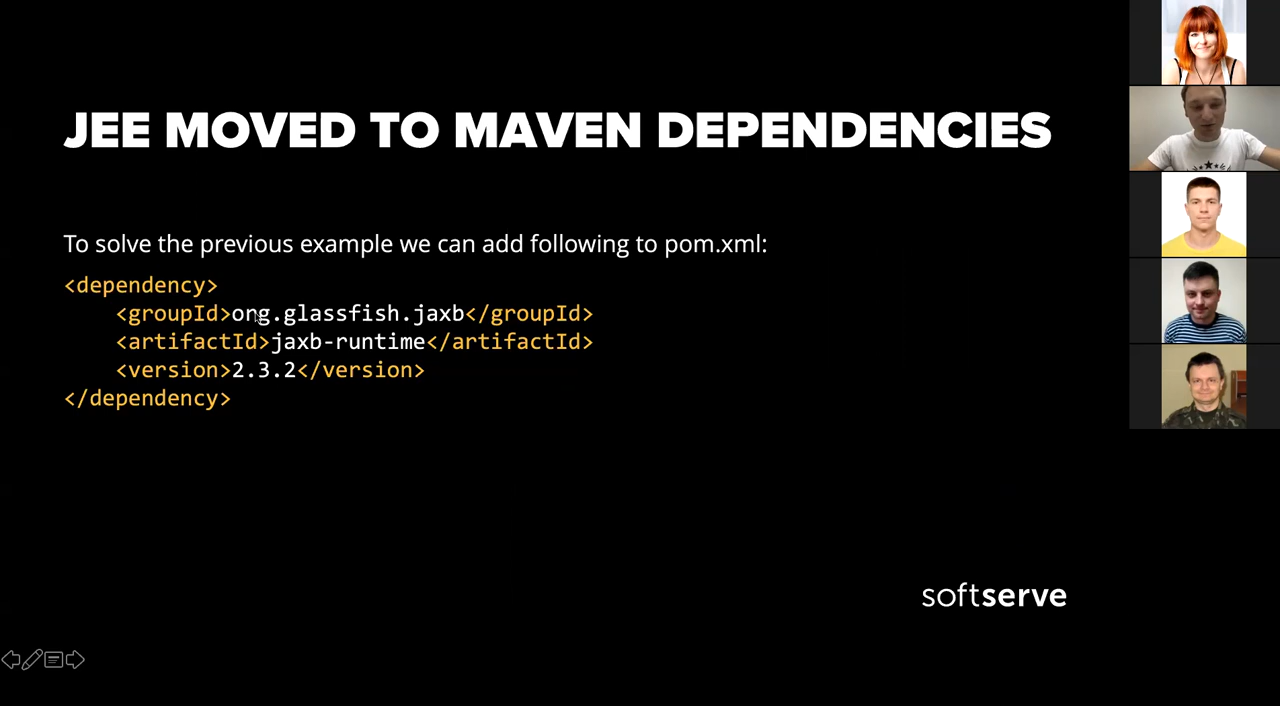 JEE MOVED TO MAVEN DEPENDENCIES
To solve the previous example we can add following to pom.xml:
<dependency>
<groupId>org.glassfish.jaxb</groupId>
<artifactId>jaxb-runtime</artifactId>
<version>2.3.2</version>
</dependency>
softserve